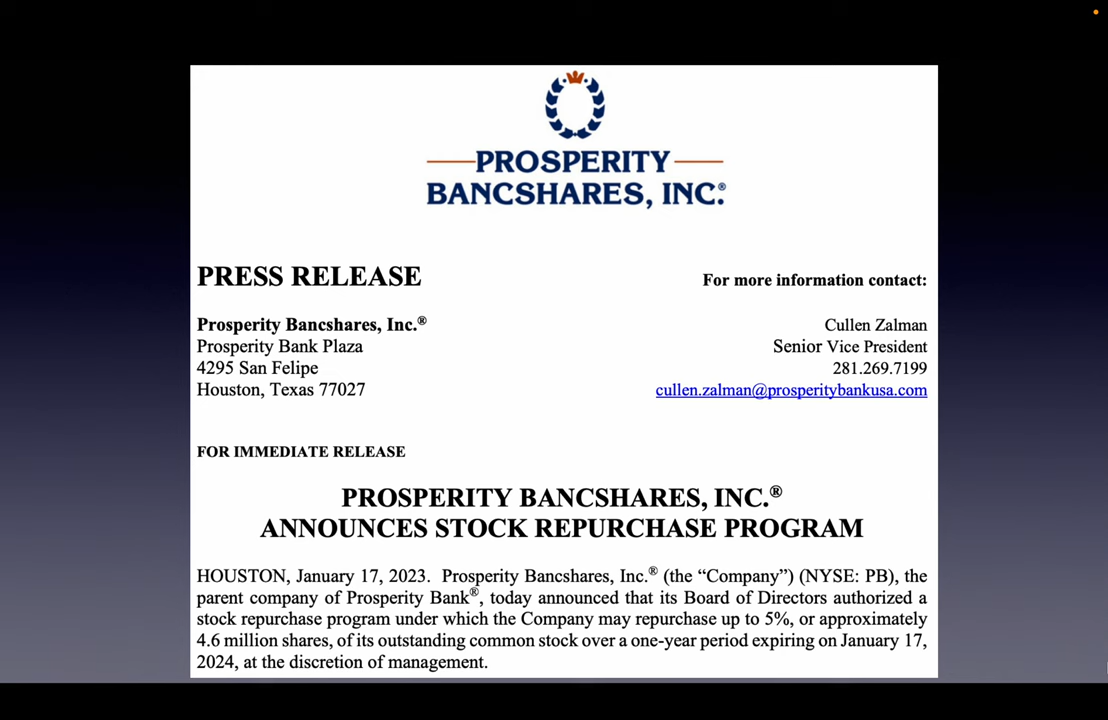 PROSPERITY
BANCSHARES, INC.®
PRESS RELEASE
For more information contact:
Prosperity Bancshares, Inc.®
Prosperity Bank Plaza
4295 San Felipe
Houston, Texas 77027
Cullen Zalman
Senior Vice President
281.269.7199
cullen.zalman@prosperitybankusa.com
FOR IMMEDIATE RELEASE
PROSPERITY BANCSHARES, INC.®
ANNOUNCES STOCK REPURCHASE PROGRAM
HOUSTON, January 17, 2023. Prosperity Bancshares, Inc.® (the “Company”) (NYSE: PB), the
parent company of Prosperity Bank®, today announced that its Board of Directors authorized a
stock repurchase program under which the Company may repurchase up to 5%, or approximately
4.6 million shares, of its outstanding common stock over a one-year period expiring on January 17,
2024, at the discretion of management.